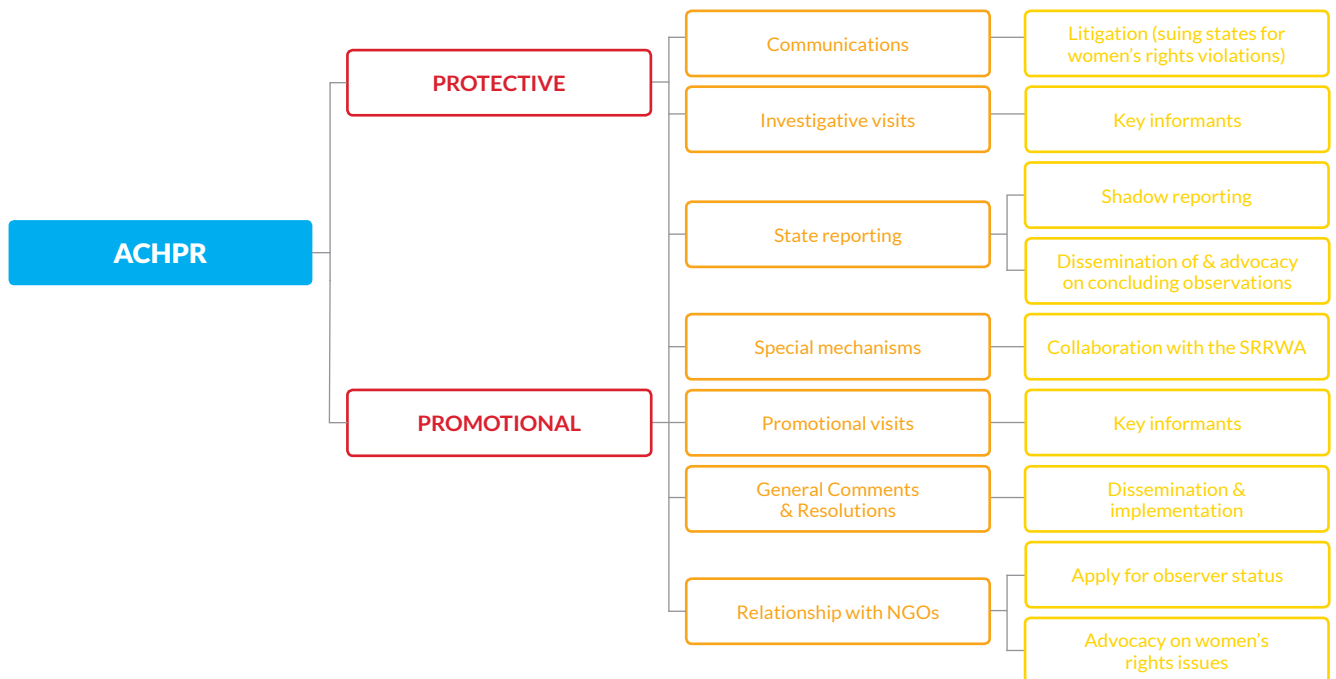 ACHPR
PROTECTIVE
Communications
Litigation (suing states for
women’s rights violations)
Investigative visits
Key informants
PROMOTIONAL
State reporting
Shadow reporting
Dissemination of & advocacy
on concluding observations
Special mechanisms
Collaboration with the SRRWA
Promotional visits
Key informants
General Comments
& Resolutions
Dissemination &
implementation
Relationship with NGOs
Apply for observer status
Advocacy on women’s
rights issues